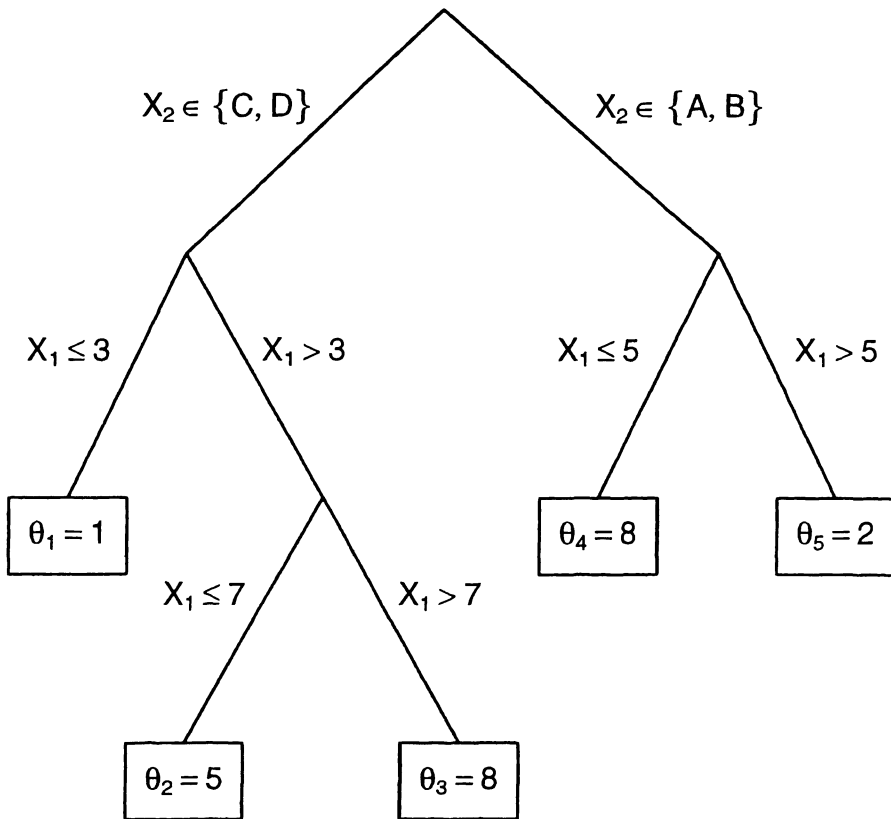 X₂ ∈ {C, D} X₂ ∈ {A, B}
X₁ ≤ 3 X₁ > 3 X₁ ≤ 5 X₁ > 5
θ₁ = 1 θ₄ = 8 θ₅ = 2
X₁ ≤ 7 X₁ > 7
θ₂ = 5 θ₃ = 8